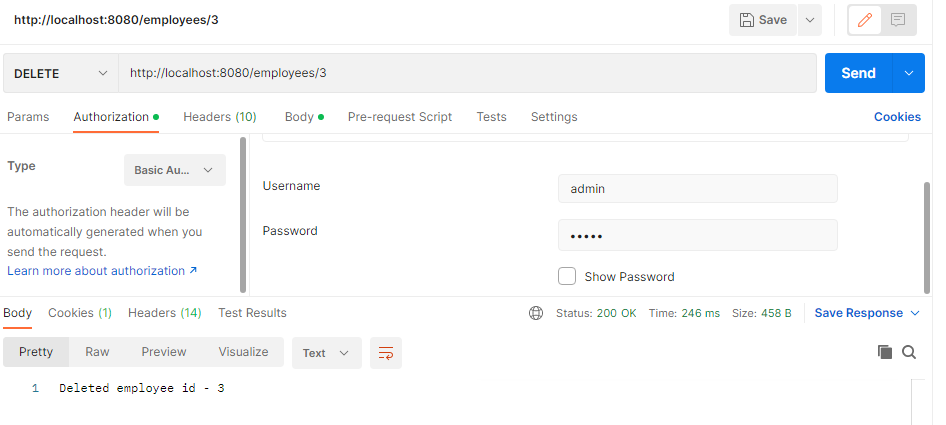 http://localhost:8080/employees/3
Save
DELETE
http://localhost:8080/employees/3
Send
Params
Authorization
Headers (10)
Body
Pre-request Script
Tests
Settings
Cookies
Type
Basic Au...
The authorization header will be
automatically generated when you
send the request.
Learn more about authorization ↗
Username
admin
Password
•••••
Show Password
Body
Cookies (1)
Headers (14)
Test Results
Status: 200 OK
Time: 246 ms
Size: 458 B
Save Response
Pretty
Raw
Preview
Visualize
Text
1 Deleted employee id - 3